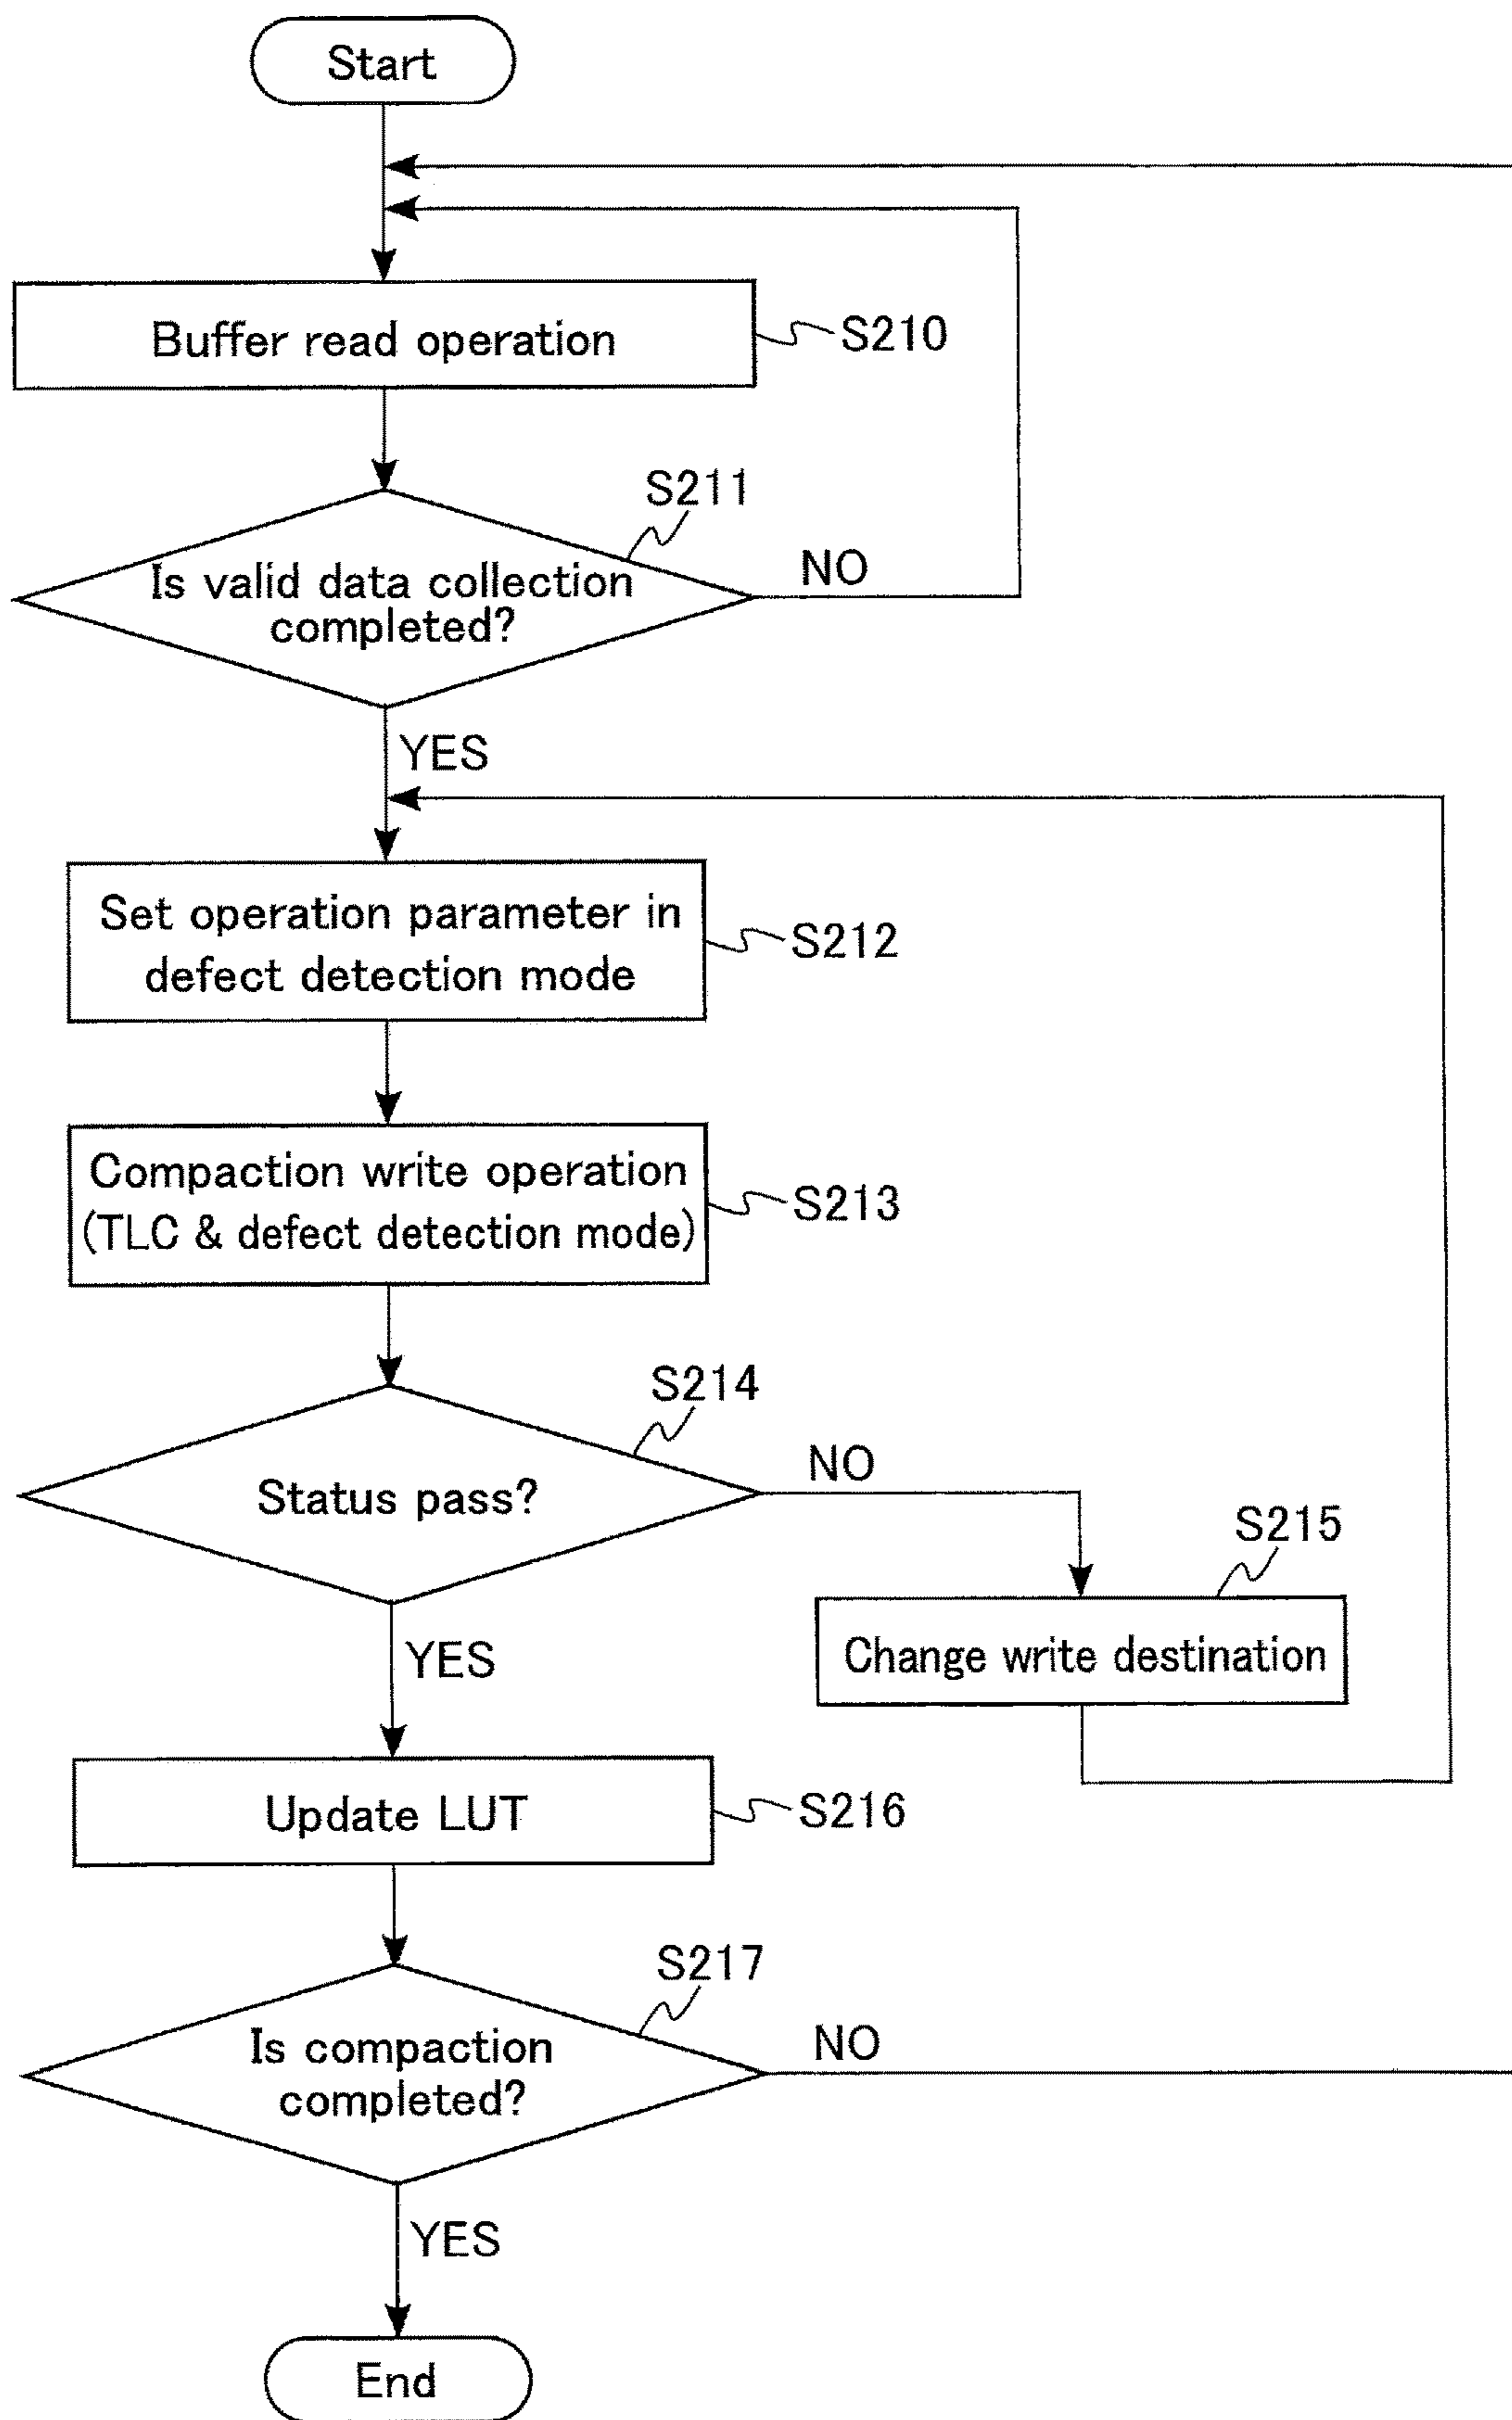 Start
Buffer read operation
S210
S211
Is valid data collection
completed?
NO
YES
Set operation parameter in
defect detection mode
S212
Compaction write operation
(TLC & defect detection mode)
S213
S214
Status pass?
NO
S215
Change write destination
YES
Update LUT
S216
S217
Is compaction
completed?
NO
YES
End